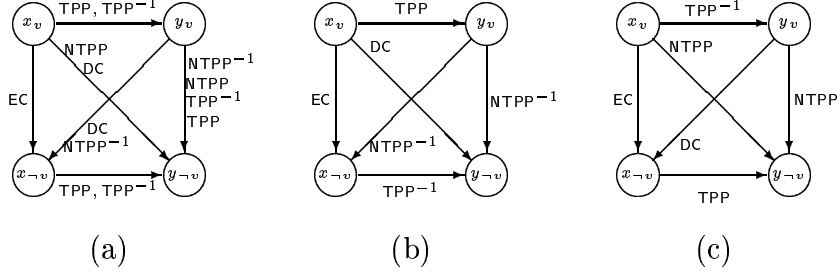 TPP, TPP⁻¹
x_v
y_v
NTPP
DC
NTPP⁻¹
NTPP
TPP⁻¹
TPP
EC
DC
NTPP⁻¹
x_¬v
y_¬v
TPP, TPP⁻¹
(a)
TPP
x_v
y_v
DC
EC
NTPP⁻¹
NTPP⁻¹
x_¬v
y_¬v
TPP⁻¹
(b)
TPP⁻¹
x_v
y_v
NTPP
EC
NTPP
DC
x_¬v
y_¬v
TPP
(c)